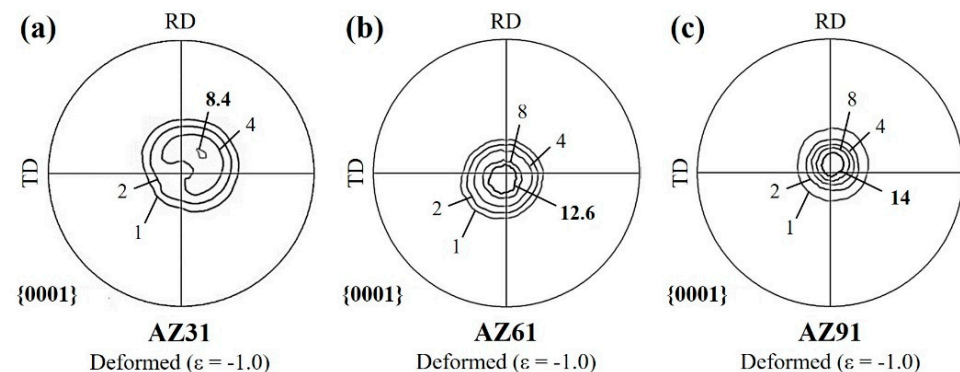 (a)
RD
8.4
4
TD
2
1
{0001}
AZ31
Deformed (ε = -1.0)
(b)
RD
8
4
TD
2
12.6
1
{0001}
AZ61
Deformed (ε = -1.0)
(c)
RD
8
4
TD
2
14
1
{0001}
AZ91
Deformed (ε = -1.0)